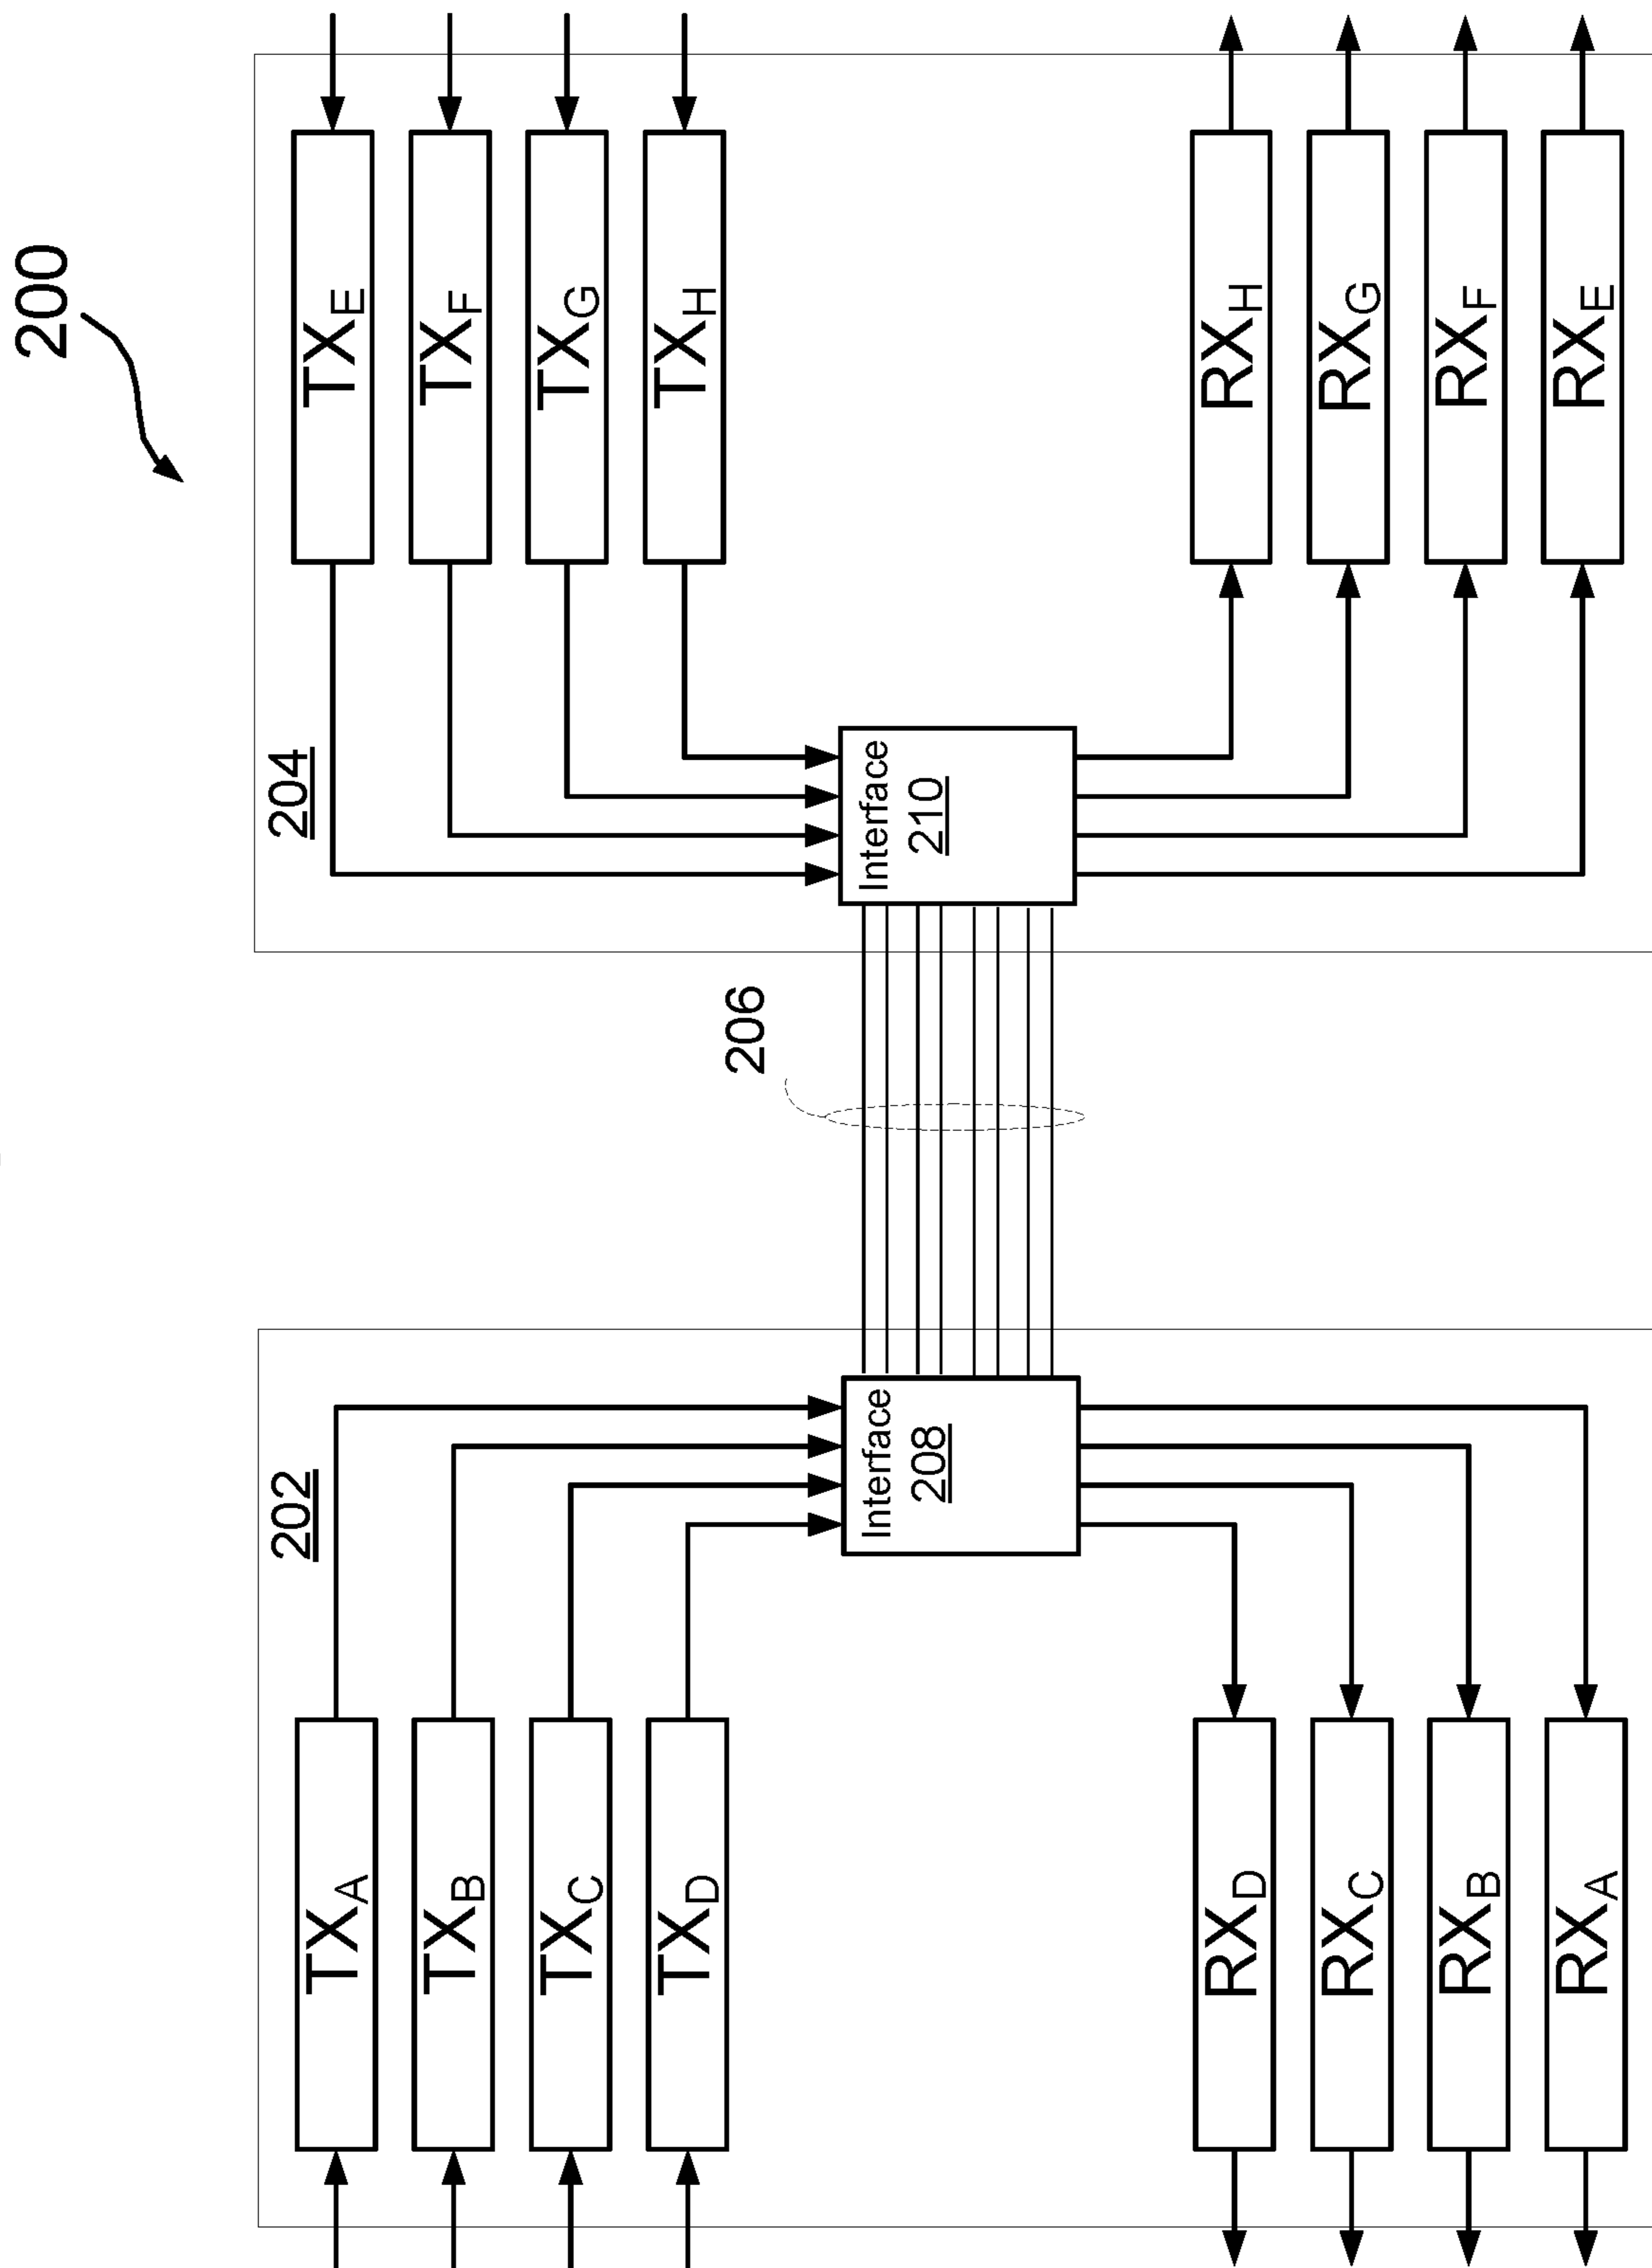 200
202
204
TXA
TXE
TXB
TXF
TXC
TXG
TXD
TXH
206
Interface
208
Interface
210
RXD
RXH
RXC
RXG
RXB
RXF
RXA
RXE